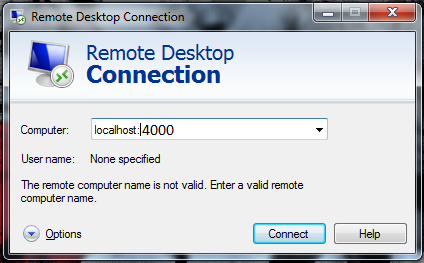 Remote Desktop Connection
Remote Desktop
Connection
Computer:
localhost:4000
User name:
None specified
The remote computer name is not valid. Enter a valid remote
computer name.
Options
Connect
Help